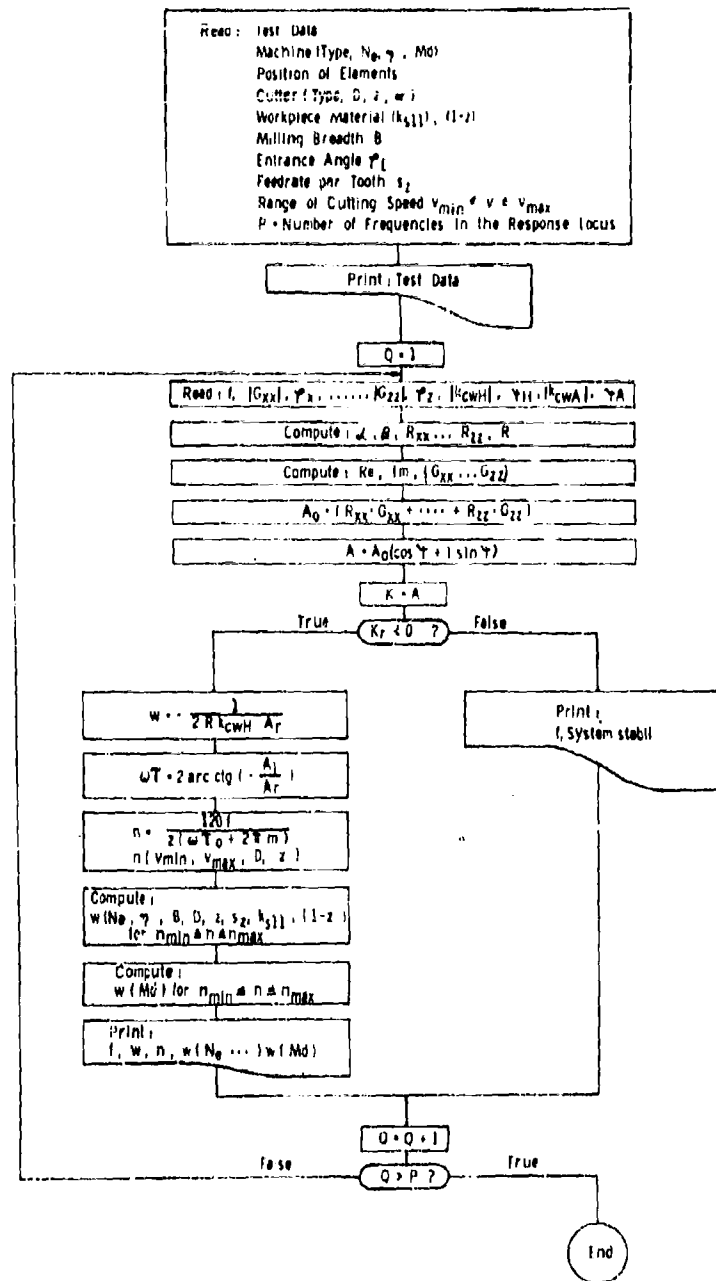 Read : Test Data
Machine (Type, Ne, η, Md)
Position of Elements
Cutter (Type, D, z, ϰ)
Workpiece Material (ks11), (1-z)
Milling Breadth B
Entrance Angle φ1
Feedrate per Tooth sz
Range of Cutting Speed vmin ≤ v ≤ vmax
P = Number of Frequencies in the Response Locus
Print : Test Data
Q = 1
Read : f, |Gxx|, φx, ......|Gzz|, φz, |kcwH|, ΨH, |kcwA|, ΨA
Compute : α, β, Rxx... Rzz, R
Compute : Re, Im, (Gxx...Gzz)
A0 = (Rxx · Gxx + ···· + Rzz · Gzz)
A = A0(cos Ψ + i sin Ψ)
K = A
True
Kr < 0 ?
False
w = - 1 / 2 R kcwH Ar
Print :
f, System stabil
ωT = 2 arc ctg (- Ai / Ar )
n = 120 f / z (ωT0 + 2πm)
n (vmin, vmax, D, z)
Compute :
w (Ne, η, B, D, z, sz, ks11, (1-z)
for nmin ≤ n ≤ nmax
Compute :
w (Md) for nmin ≤ n ≤ nmax
Print :
f, w, n, w (Ne ···) w (Md)
Q = Q + 1
False
Q > P ?
True
End